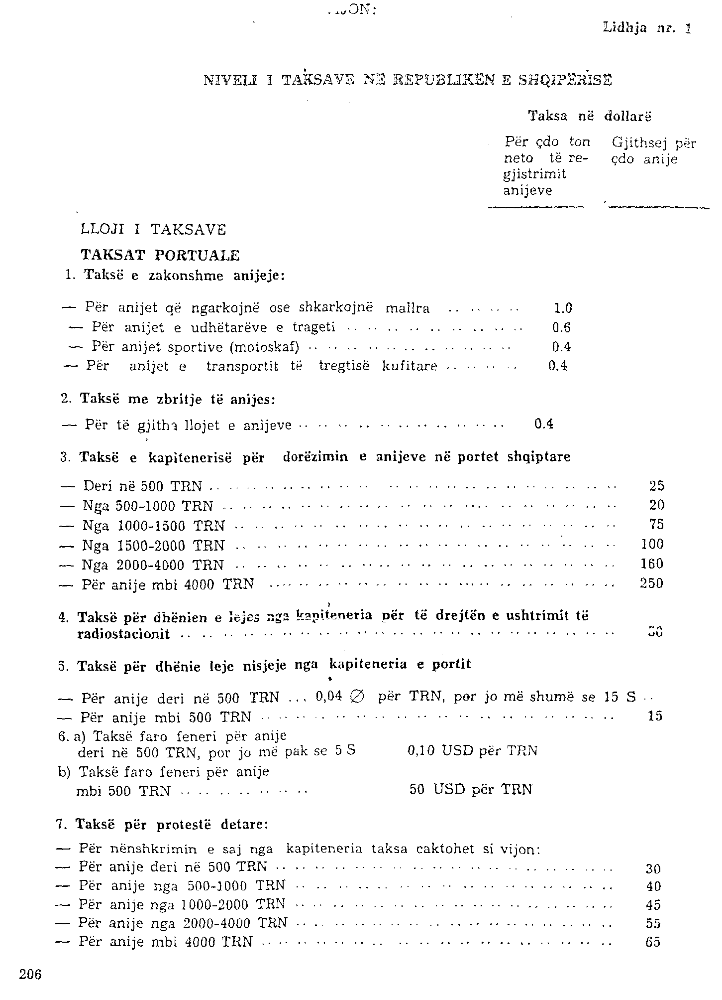 Lidhja nr. 1
NIVELI I TAKSAVE NË REPUBLIKËN E SHQIPËRISË
Taksa në dollarë
Për çdo ton neto të re- gjistrimit anijeve
Gjithsej për çdo anije
LLOJI I TAKSAVE
TAKSAT PORTUALE
1. Taksë e zakonshme anijeje:
— Për anijet që ngarkojnë ose shkarkojnë mallra ........ 1.0
— Për anijet e udhëtarëve e trageti ................ 0.6
— Për anijet sportive (motoskaf) .................... 0.4
— Për anijet e transportit të tregtisë kufitare ........ 0.4
2. Taksë me zbritje të anijes:
— Për të gjitha llojet e anijeve .................... 0.4
3. Taksë e kapitenerisë për dorëzimin e anijeve në portet shqiptare
— Deri në 500 TRN ........................................ 25
— Nga 500-1000 TRN ........................................ 20
— Nga 1000-1500 TRN ...................................... 75
— Nga 1500-2000 TRN ...................................... 100
— Nga 2000-4000 TRN ...................................... 160
— Për anije mbi 4000 TRN .................................. 250
4. Taksë për dhënien e lejes nga kapiteneria për të drejtën e ushtrimit të
radiostacionit ..........................................
5. Taksë për dhënie leje nisjeje nga kapiteneria e portit
— Për anije deri në 500 TRN ... 0,04 ∅ për TRN, por jo më shumë se 15 S ..
— Për anije mbi 500 TRN .................................... 15
6. a) Taksë faro feneri për anije
deri në 500 TRN, por jo më pak se 5 S 0,10 USD për TRN
b) Taksë faro feneri për anije
mbi 500 TRN .............. 50 USD për TRN
7. Taksë për protestë detare:
— Për nënshkrimin e saj nga kapiteneria taksa caktohet si vijon:
— Për anije deri në 500 TRN .................................. 30
— Për anije nga 500-1000 TRN ................................ 40
— Për anije nga 1000-2000 TRN ................................ 45
— Për anije nga 2000-4000 TRN ................................ 55
— Për anije mbi 4000 TRN .................................... 65
206